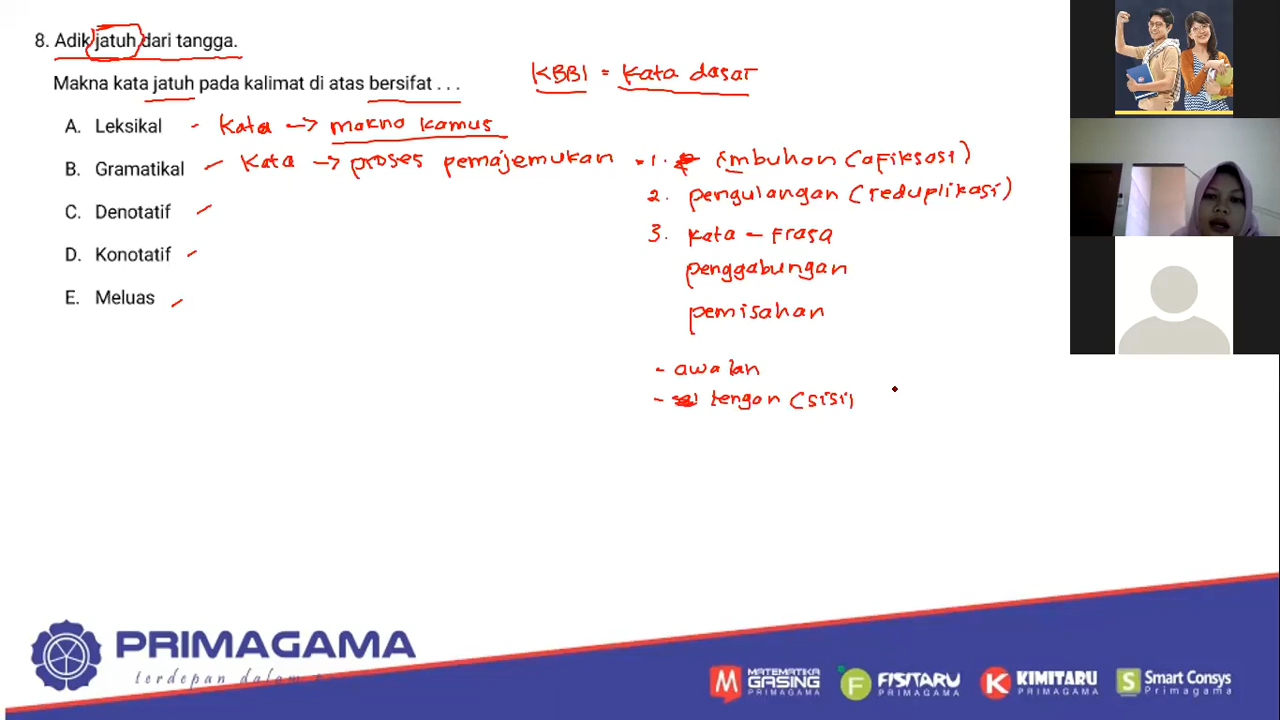 8. Adik jatuh dari tangga.
Makna kata jatuh pada kalimat di atas bersifat . . .
KBBI = Kata dasar
A. Leksikal - Kata -> makna kamus
B. Gramatikal - Kata -> proses pemajemukan
C. Denotatif
D. Konotatif
E. Meluas
1. Imbuhan (afiksasi)
2. pengulangan (reduplikasi)
3. kata - Frasa
penggabungan
pemisahan
- awalan
- tengah (sisi)
PRIMAGAMA
terdepan dalam
MATEMATIKA
GASING
PRIMAGAMA
FISITARU
PRIMAGAMA
KIMITARU
PRIMAGAMA
Smart Consys
Primagama